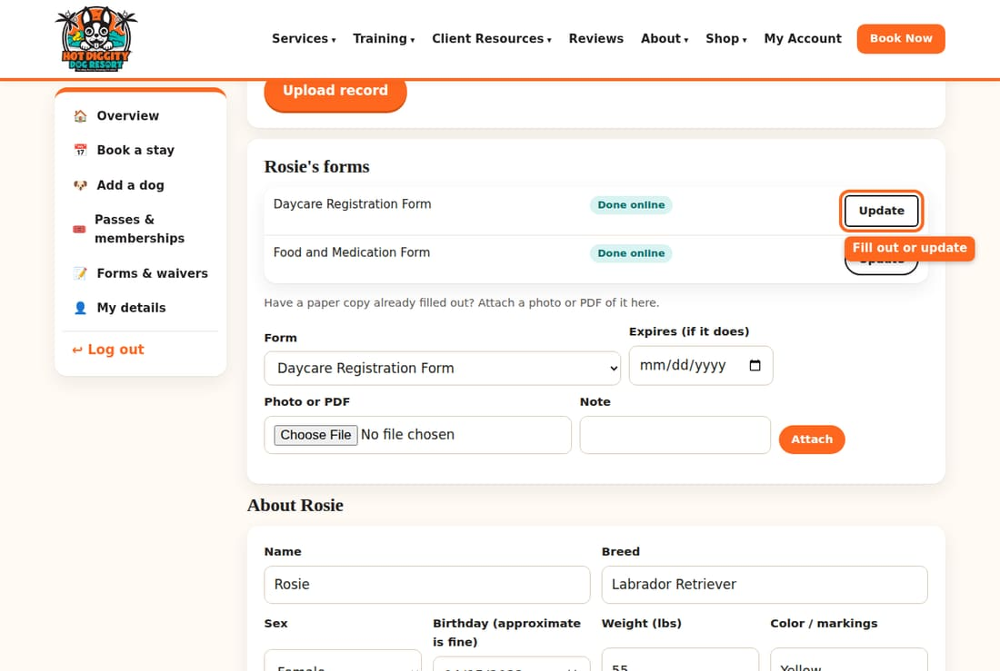 HOT DIGGITY
DOG RESORT
Services
Training
Client Resources
Reviews
About
Shop
My Account
Book Now
Overview
Book a stay
Add a dog
Passes &
memberships
Forms & waivers
My details
Log out
Upload record
Rosie's forms
Daycare Registration Form
Done online
Update
Food and Medication Form
Done online
Fill out or update
Update
Have a paper copy already filled out? Attach a photo or PDF of it here.
Form
Expires (if it does)
Daycare Registration Form
mm/dd/yyyy
Photo or PDF
Note
Choose File No file chosen
Attach
About Rosie
Name
Breed
Rosie
Labrador Retriever
Sex
Birthday (approximate
is fine)
Weight (lbs)
Color / markings
Female
55
Yellow